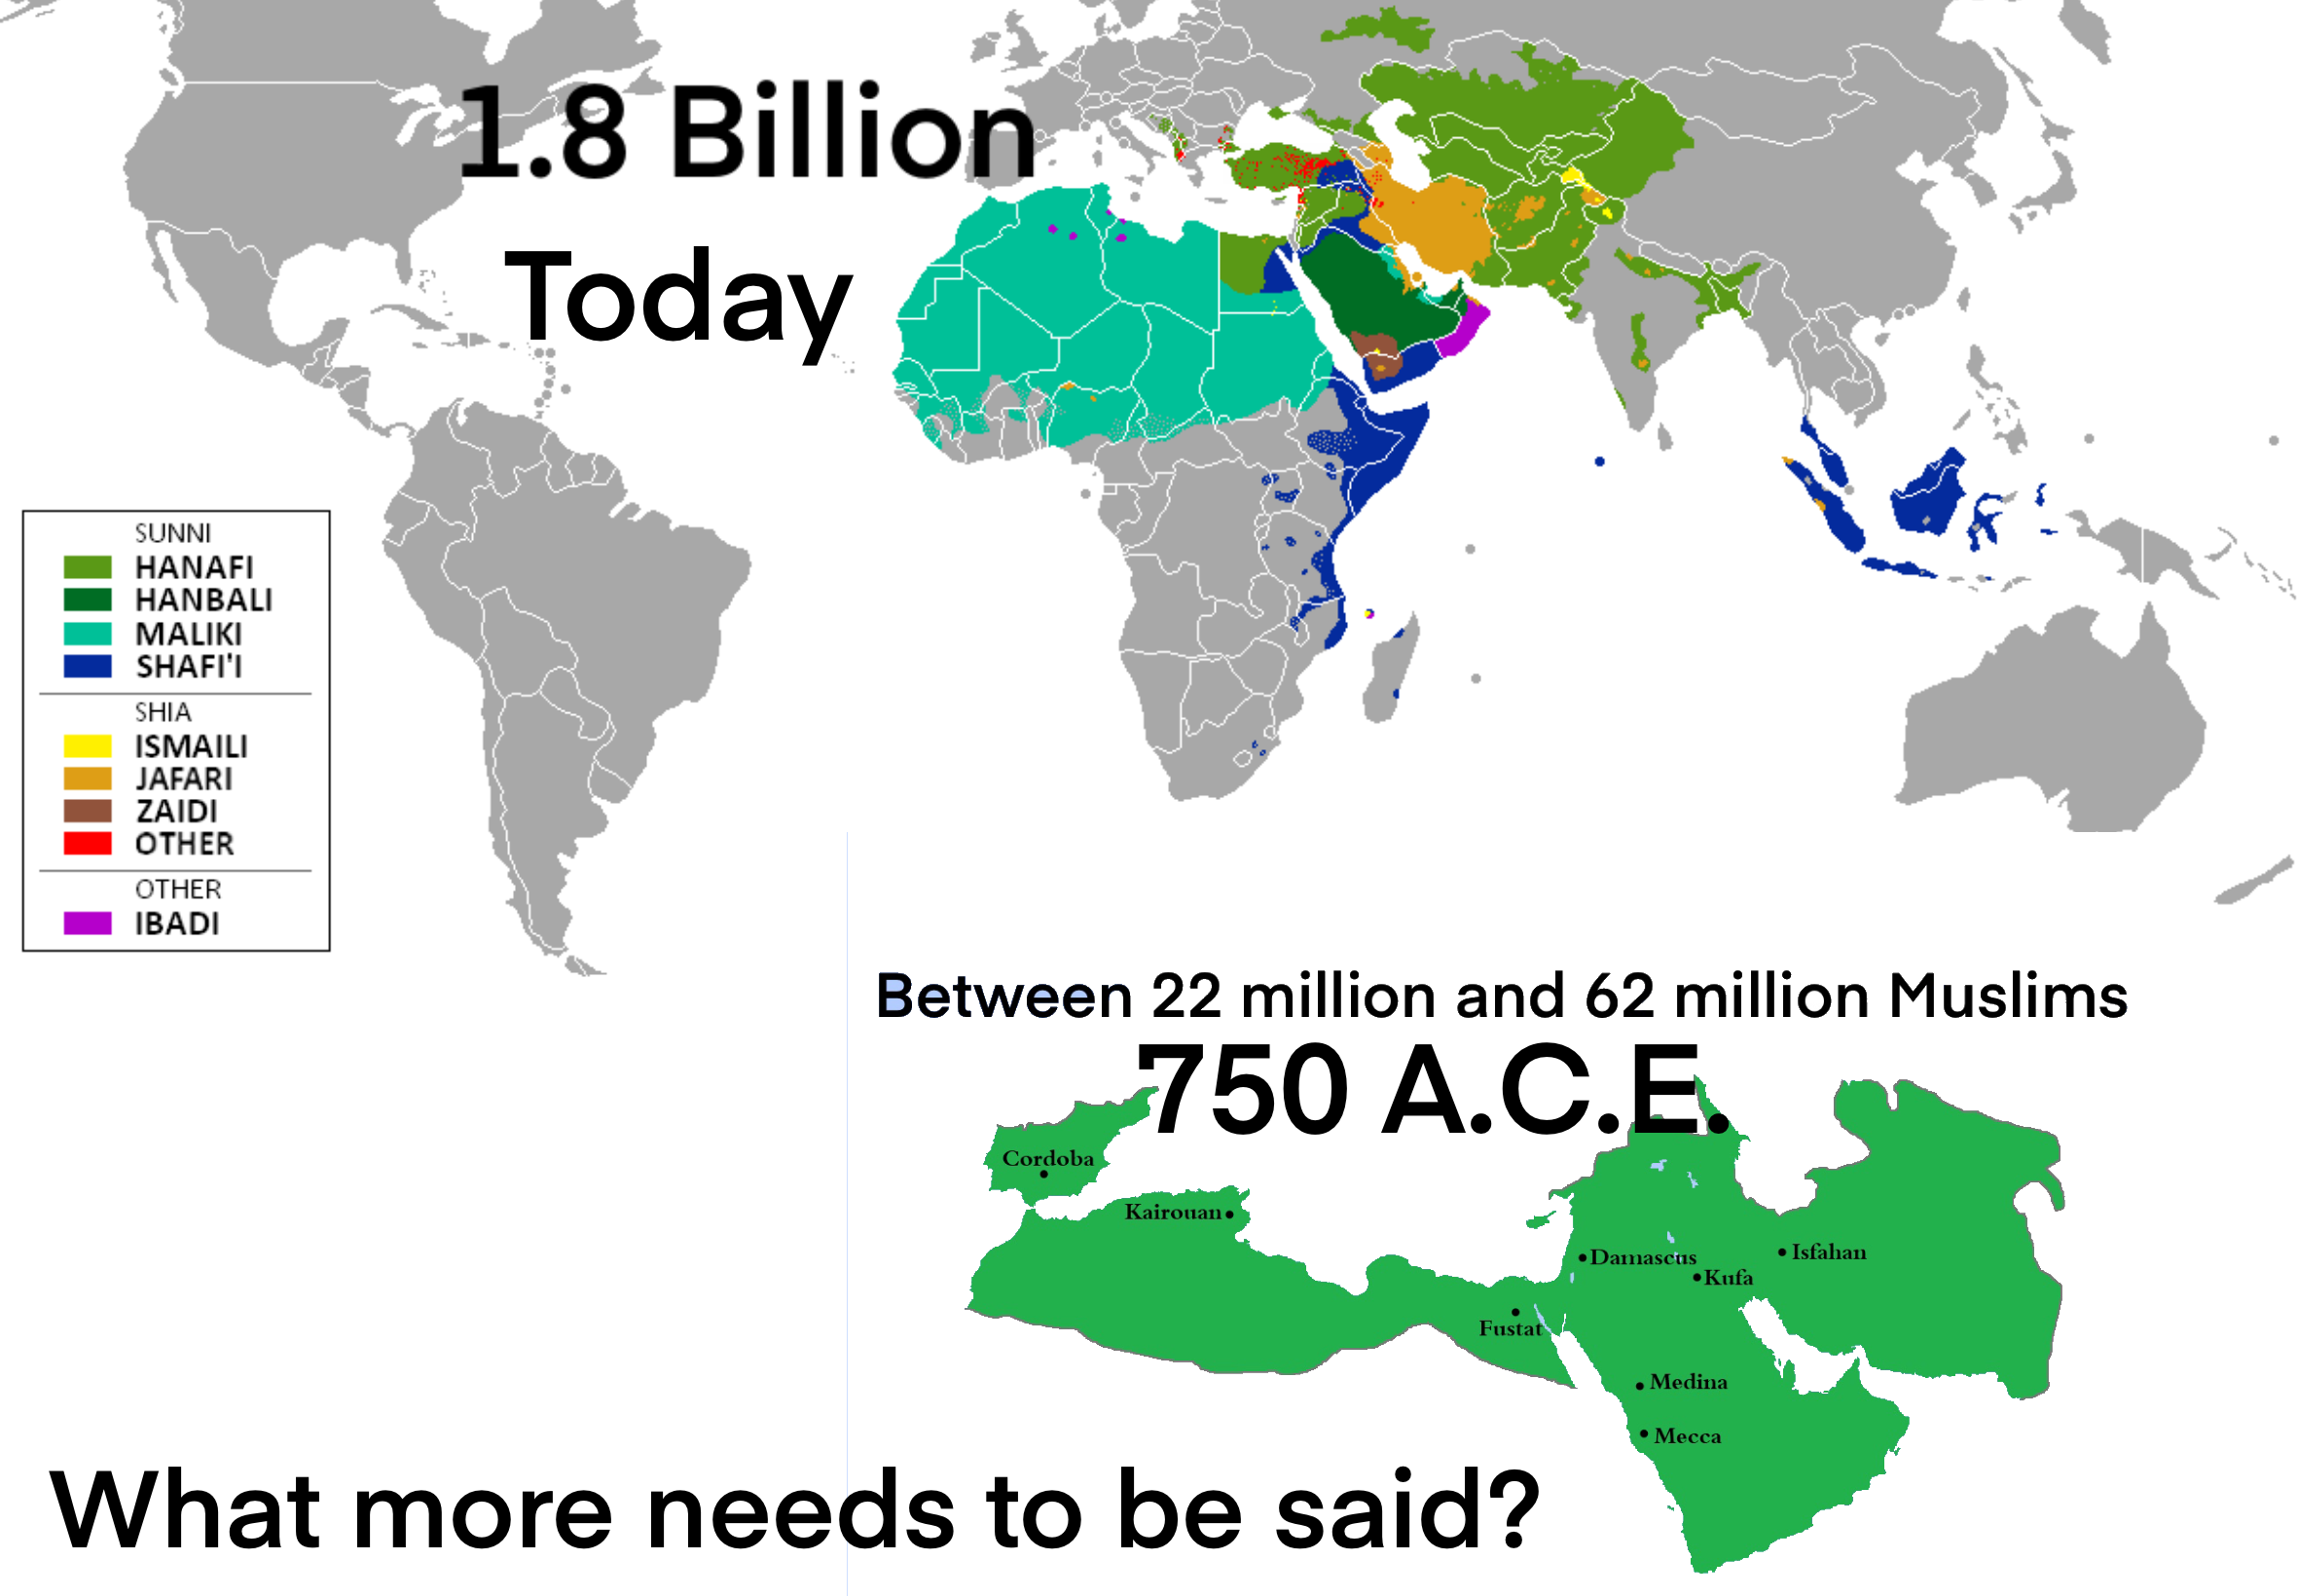 1.8 Billion
Today
SUNNI
HANAFI
HANBALI
MALIKI
SHAFI'I
SHIA
ISMAILI
JAFARI
ZAIDI
OTHER
OTHER
IBADI
Between 22 million and 62 million Muslims
750 A.C.E.
Cordoba
Kairouan
Damascus
Isfahan
Kufa
Fustat
Medina
Mecca
What more needs to be said?